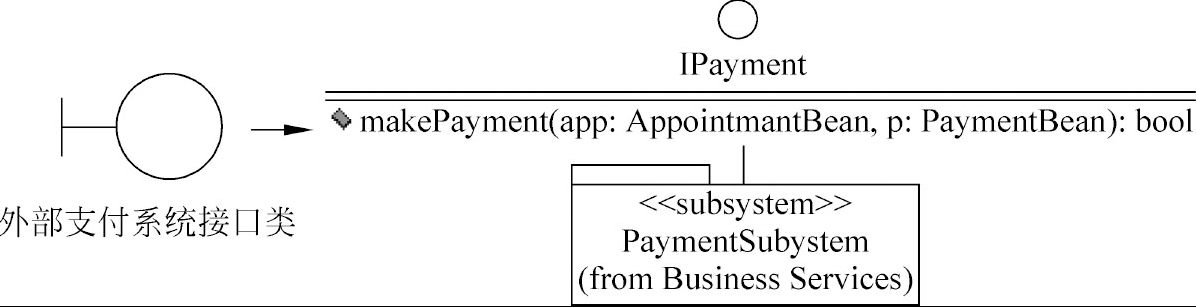 IPayment
makePayment(app: AppointmantBean, p: PaymentBean): bool
外部支付系统接口类
<<subsystem>>
PaymentSubystem
(from Business Services)